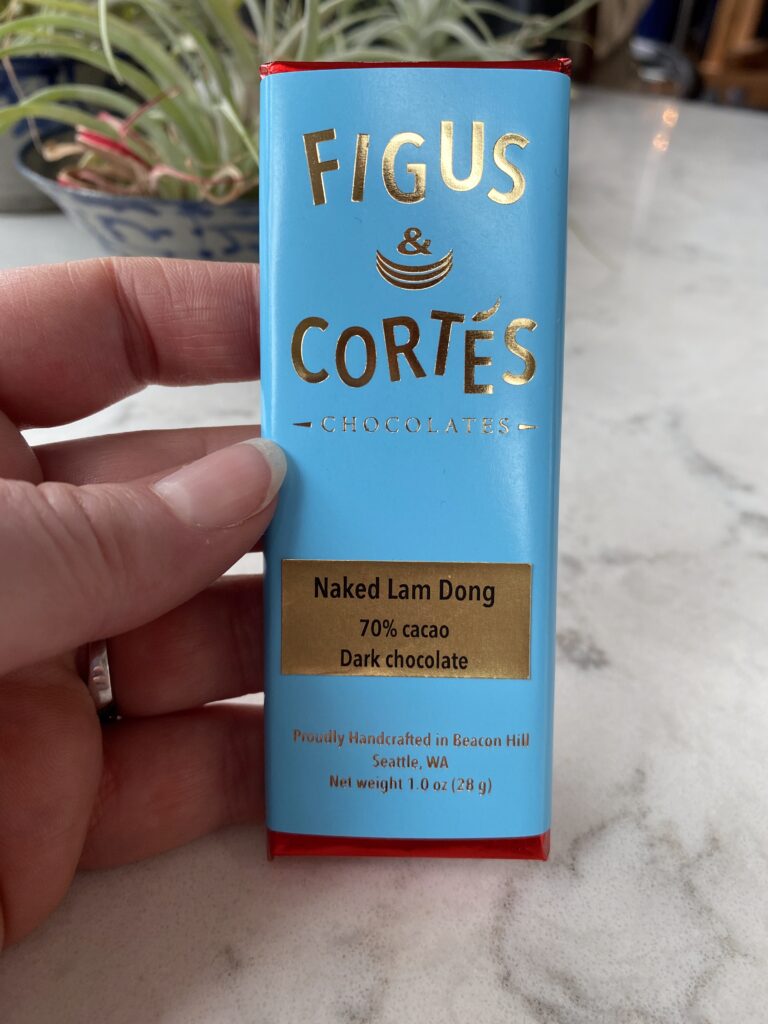 FIGUS
&
CORTÉS
CHOCOLATES
Naked Lam Dong
70% cacao
Dark chocolate
Proudly Handcrafted in Beacon Hill
Seattle, WA
Net weight 1.0 oz (28 g)